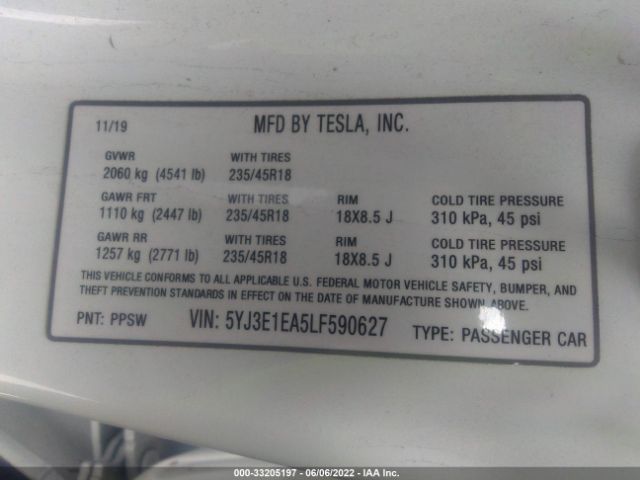 11/19 MFD BY TESLA, INC.
GVWR WITH TIRES
2060 kg (4541 lb) 235/45R18
GAWR FRT WITH TIRES RIM COLD TIRE PRESSURE
1110 kg (2447 lb) 235/45R18 18X8.5 J 310 kPa, 45 psi
GAWR RR WITH TIRES RIM COLD TIRE PRESSURE
1257 kg (2771 lb) 235/45R18 18X8.5 J 310 kPa, 45 psi
THIS VEHICLE CONFORMS TO ALL APPLICABLE U.S. FEDERAL MOTOR VEHICLE SAFETY, BUMPER, AND
THEFT PREVENTION STANDARDS IN EFFECT ON THE DATE OF MANUFACTURE SHOWN ABOVE.
PNT: PPSW VIN: 5YJ3E1EA5LF590627 TYPE: PASSENGER CAR
000-33205197 - 06/06/2022 - IAA Inc.